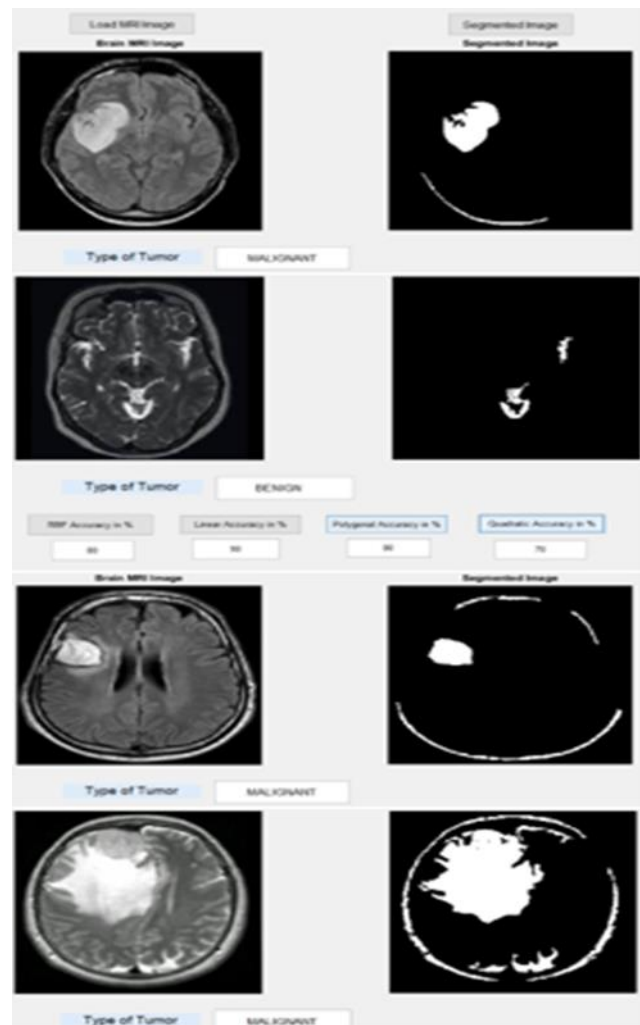 Load MRI Image Segmented Image
Brain MRI Image Segmented Image
Type of Tumor MALIGNANT
Type of Tumor BENIGN
RBF Accuracy in % Linear Accuracy in % Polygonal Accuracy in % Quadratic Accuracy in %
90 90 70
Brain MRI Image Segmented Image
Type of Tumor MALIGNANT
Type of Tumor MALIGNANT